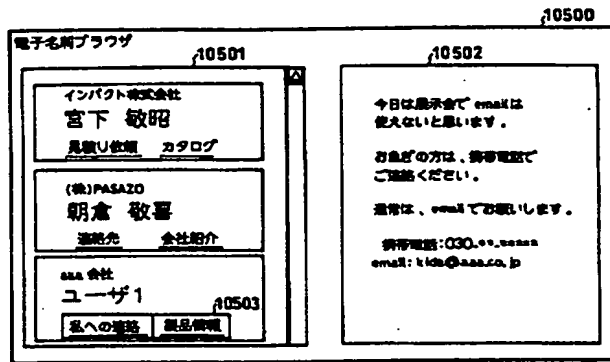 10500
電子名刺ブラウザ
10501
10502
インパクト株式会社
宮下 敏昭
見積り依頼 カタログ
(株)PASAZO
朝倉 敬喜
連絡先 会社紹介
aaa 会社
ユーザ1
10503
私への連絡 製品情報
今日は展示会で emailは
使えないと思います。
お急ぎの方は、携帯電話で
ご連絡ください。
通常は、emailでお願いします。
携帯電話:030-**-*****
email: kida@aaa.co.jp